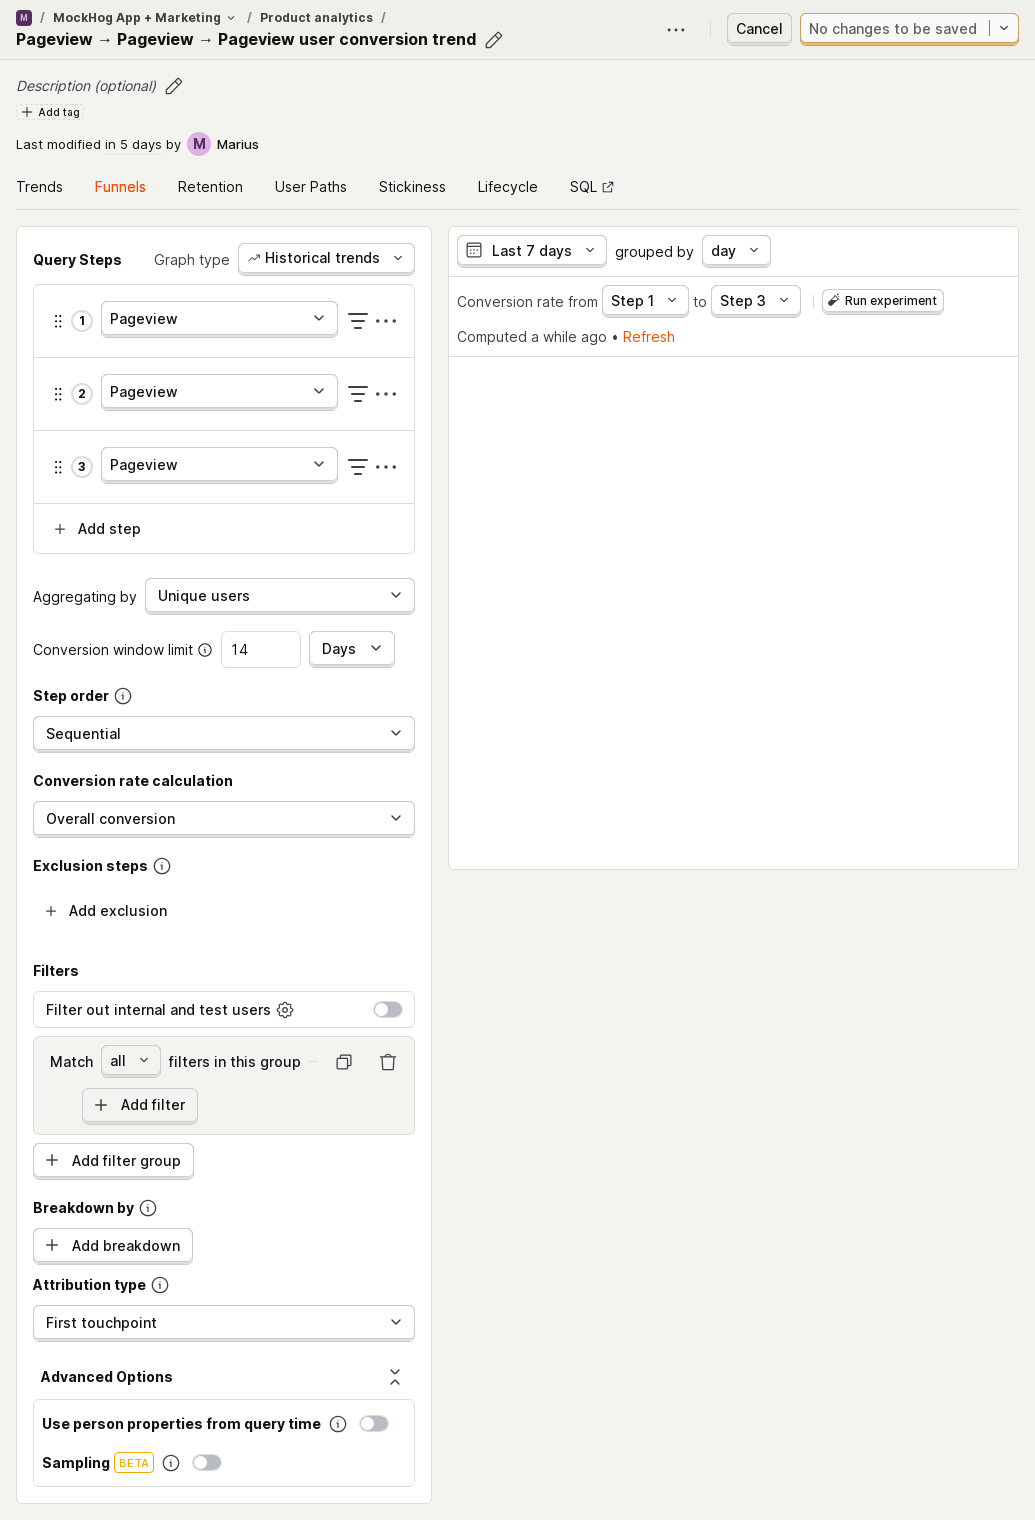 M / MockHog App + Marketing / Product analytics /
Pageview → Pageview → Pageview user conversion trend
Cancel
No changes to be saved
Description (optional)
Add tag
Last modified in 5 days by M Marius
Trends Funnels Retention User Paths Stickiness Lifecycle SQL
Query Steps Graph type Historical trends
1 Pageview
2 Pageview
3 Pageview
Add step
Aggregating by Unique users
Conversion window limit 14 Days
Step order
Sequential
Conversion rate calculation
Overall conversion
Exclusion steps
Add exclusion
Filters
Filter out internal and test users
Match all filters in this group
Add filter
Add filter group
Breakdown by
Add breakdown
Attribution type
First touchpoint
Advanced Options
Use person properties from query time
Sampling BETA
Last 7 days grouped by day
Conversion rate from Step 1 to Step 3 Run experiment
Computed a while ago • Refresh